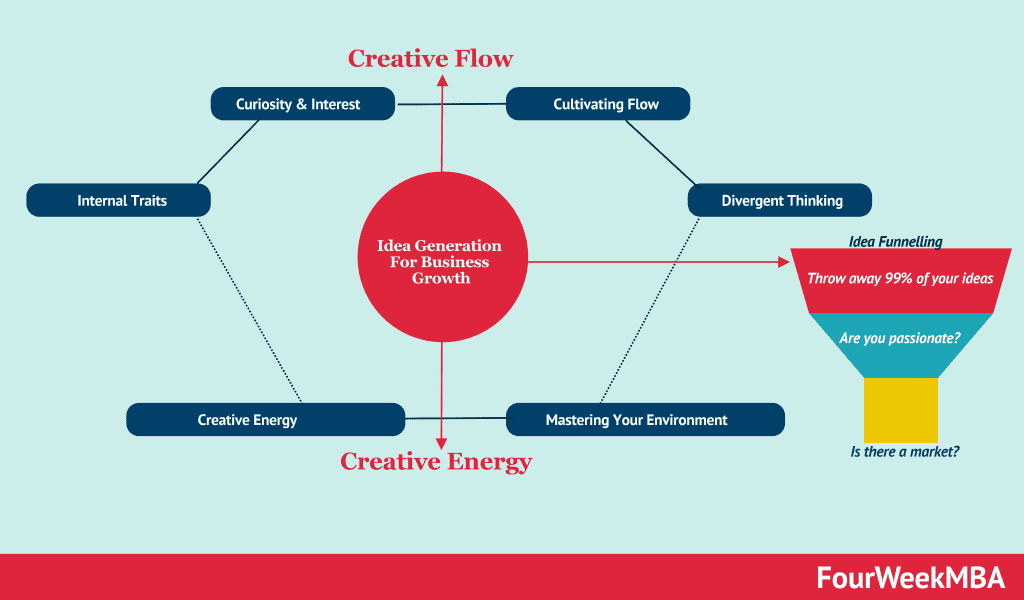 Creative Flow
Curiosity & Interest
Cultivating Flow
Internal Traits
Divergent Thinking
Idea Generation
For Business
Growth
Idea Funnelling
Throw away 99% of your ideas
Are you passionate?
Creative Energy
Mastering Your Environment
Is there a market?
Creative Energy
FourWeekMBA